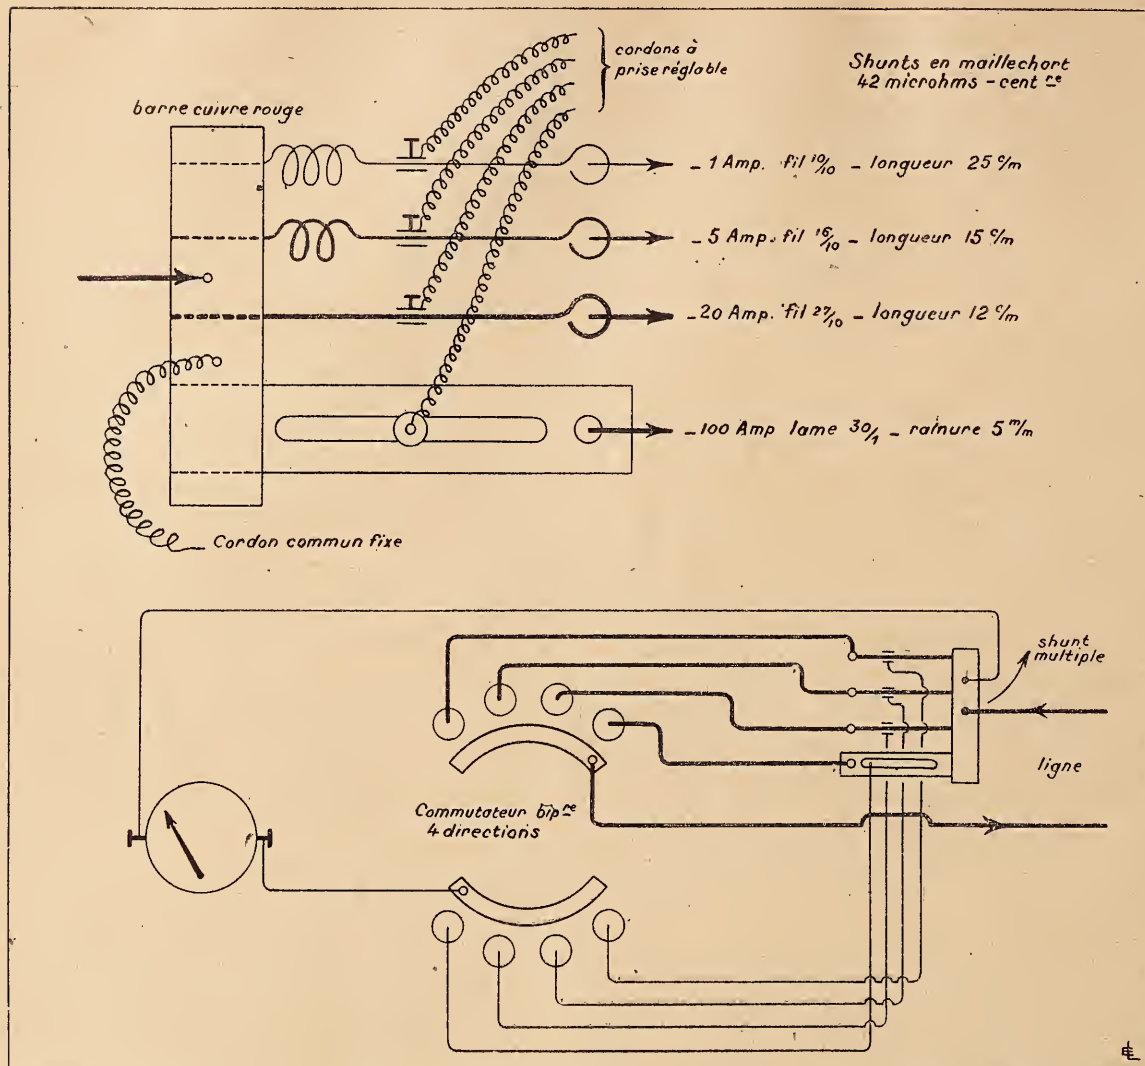 cordons à
prise réglable
Shunts en maillechort
42 microhms - cent re
barre cuivre rouge
- 1 Amp. fil 10/10 - longueur 25 c/m
- 5 Amp. fil 16/10 - longueur 15 c/m
- 20 Amp. fil 27/10 - longueur 12 c/m
- 100 Amp lame 30/1 - rainure 5 m/m
Cordon commun fixe
shunt
multiple
ligne
Commutateur bip re
4 directions